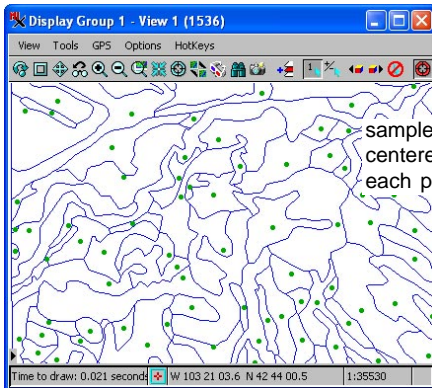 Display Group 1 - View 1 (1536)
View Tools GPS Options HotKeys
sample
centere
each p
Time to draw: 0.021 seconds W 103 21 03.6 N 42 44 00.5 1:35530